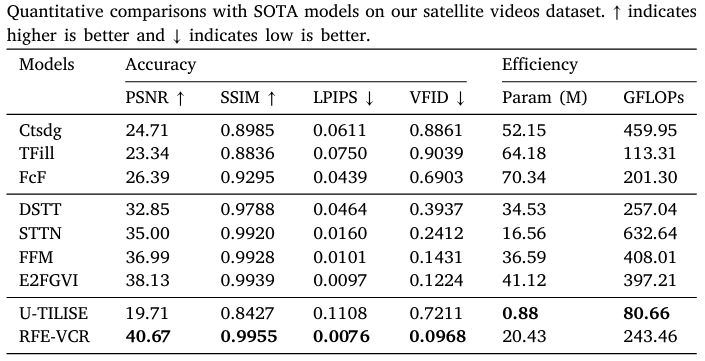 Quantitative comparisons with SOTA models on our satellite videos dataset. ↑ indicates
higher is better and ↓ indicates low is better.
Models Accuracy Efficiency
PSNR ↑ SSIM ↑ LPIPS ↓ VFID ↓ Param (M) GFLOPs
Ctsdg 24.71 0.8985 0.0611 0.8861 52.15 459.95
TFill 23.34 0.8836 0.0750 0.9039 64.18 113.31
FcF 26.39 0.9295 0.0439 0.6903 70.34 201.30
DSTT 32.85 0.9788 0.0464 0.3937 34.53 257.04
STTN 35.00 0.9920 0.0160 0.2412 16.56 632.64
FFM 36.99 0.9928 0.0101 0.1431 36.59 408.01
E2FGVI 38.13 0.9939 0.0097 0.1224 41.12 397.21
U-TILISE 19.71 0.8427 0.1108 0.7211 0.88 80.66
RFE-VCR 40.67 0.9955 0.0076 0.0968 20.43 243.46